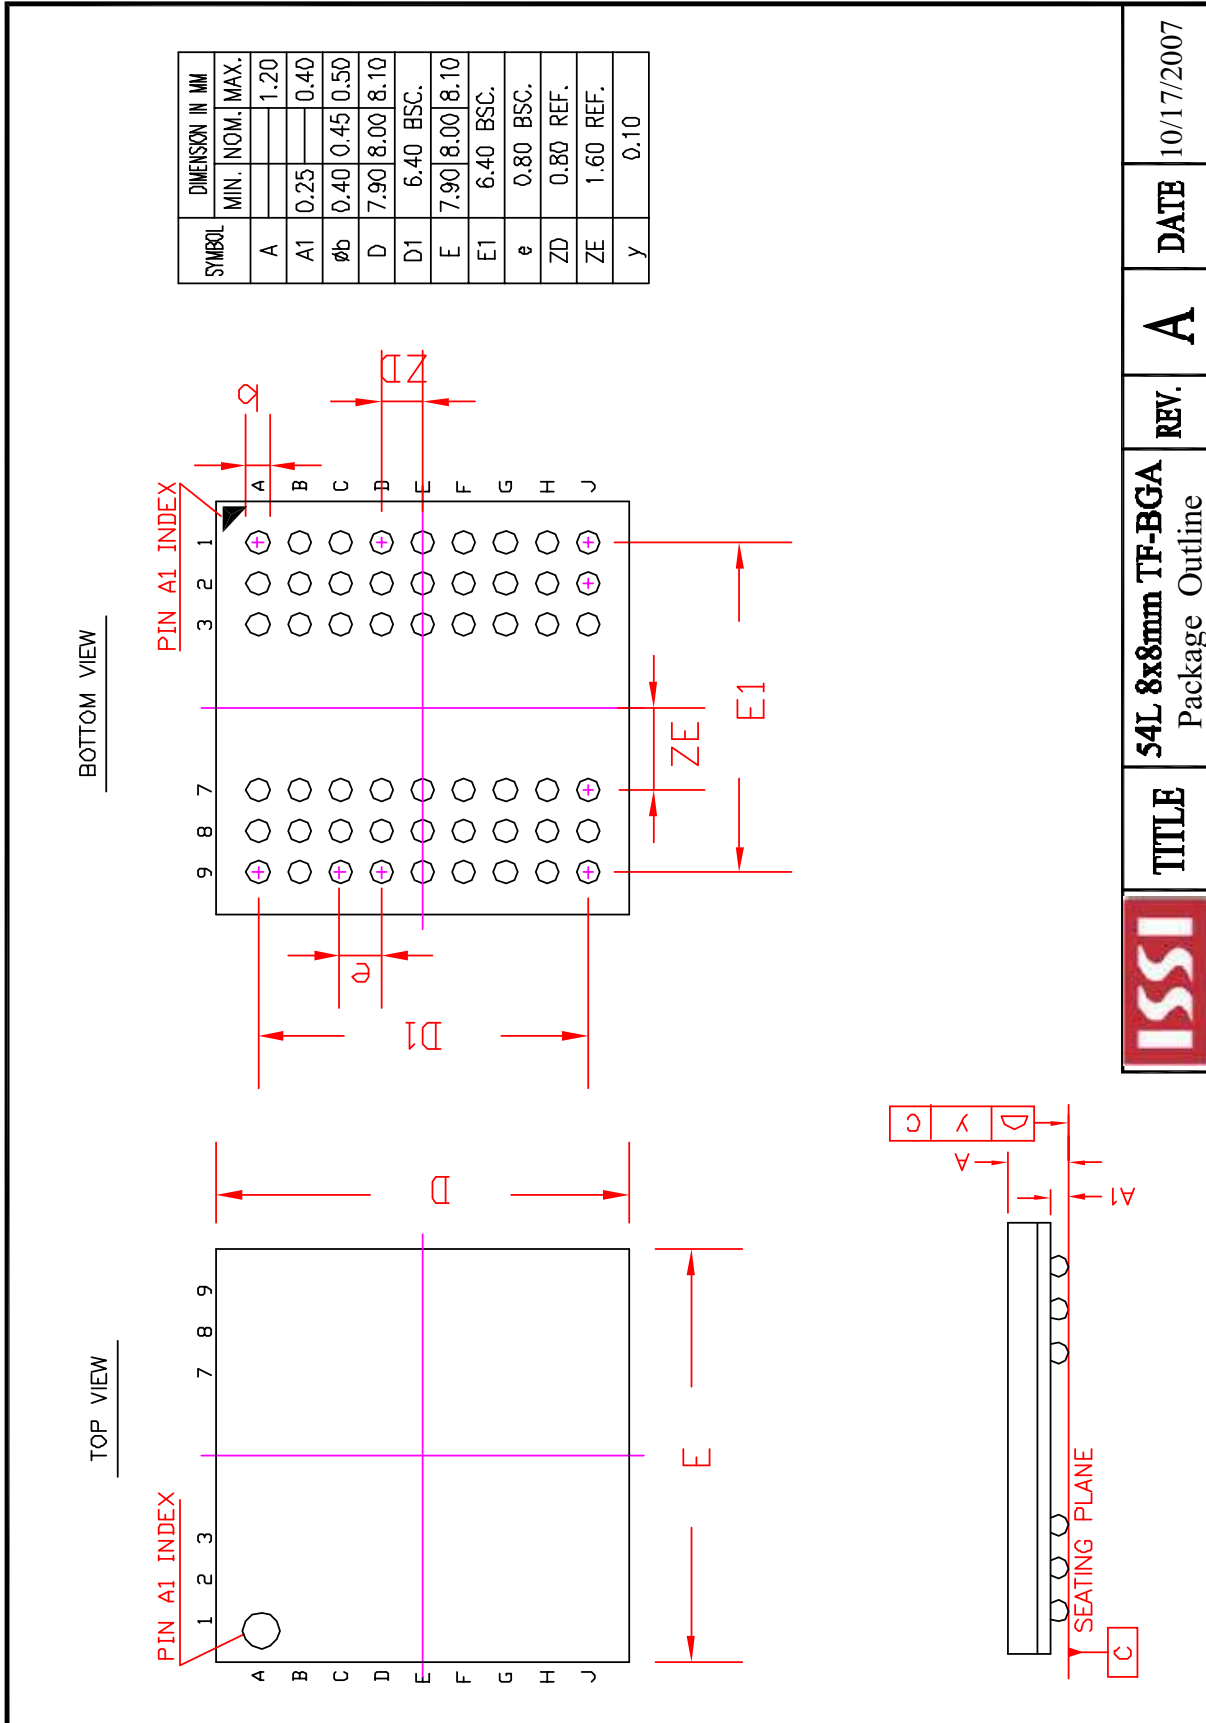 TOP VIEW
PIN A1 INDEX
1 2 3 7 8 9
A
B
C
D
E
F
G
H
J
D
E
BOTTOM VIEW
PIN A1 INDEX
9 8 7 3 2 1
A
B
C
D
E
F
G
H
J
b
ZD
e
D1
ZE
E1
SYMBOL DIMENSION IN MM
MIN. NOM. MAX.
A 1.20
A1 0.25 0.40
øb 0.40 0.45 0.50
D 7.90 8.00 8.10
D1 6.40 BSC.
E 7.90 8.00 8.10
E1 6.40 BSC.
e 0.80 BSC.
ZD 0.80 REF.
ZE 1.60 REF.
y 0.10
SEATING PLANE
C
A
A1
y C
ISSI
TITLE
54L 8x8mm TF-BGA
Package Outline
REV.
A
DATE
10/17/2007